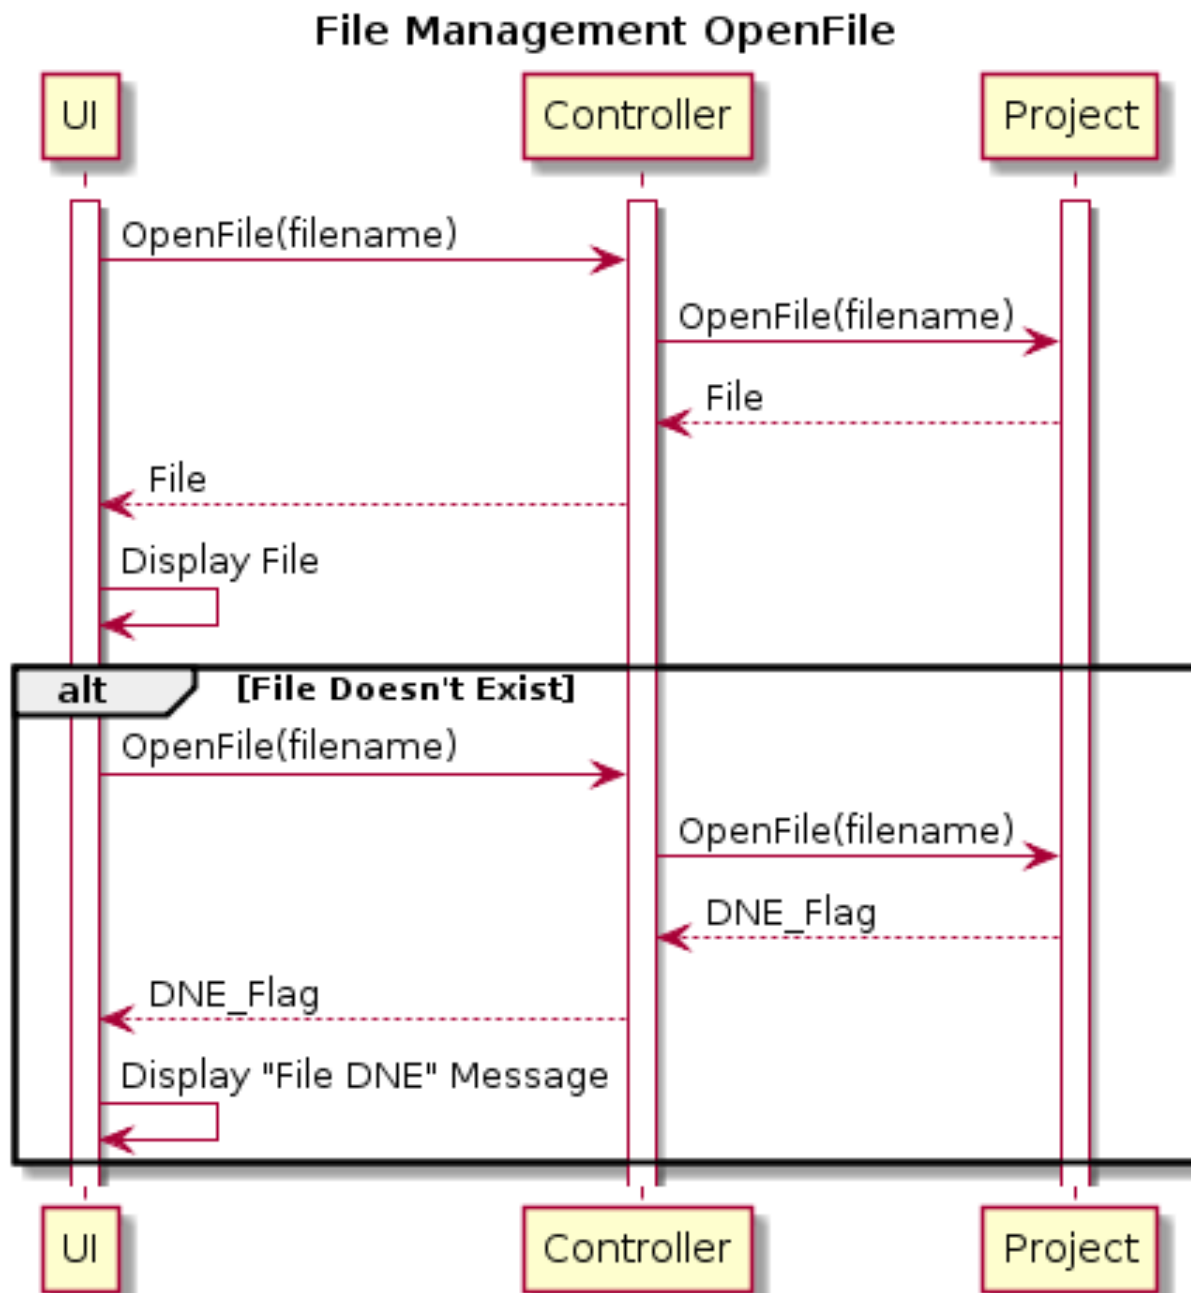 File Management OpenFile
UI
Controller
Project
OpenFile(filename)
OpenFile(filename)
File
File
Display File
alt
[File Doesn't Exist]
OpenFile(filename)
OpenFile(filename)
DNE_Flag
DNE_Flag
Display "File DNE" Message
UI
Controller
Project